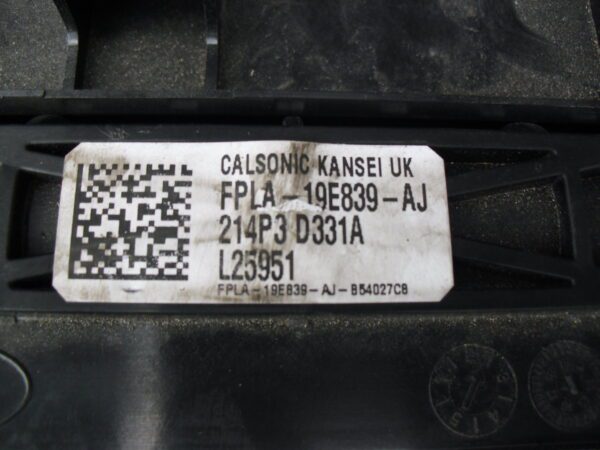 CALSONIC KANSEI UK
FPLA-19E839-AJ
214P3 D331A
L25951
FPLA-19E839-AJ-B54027C8